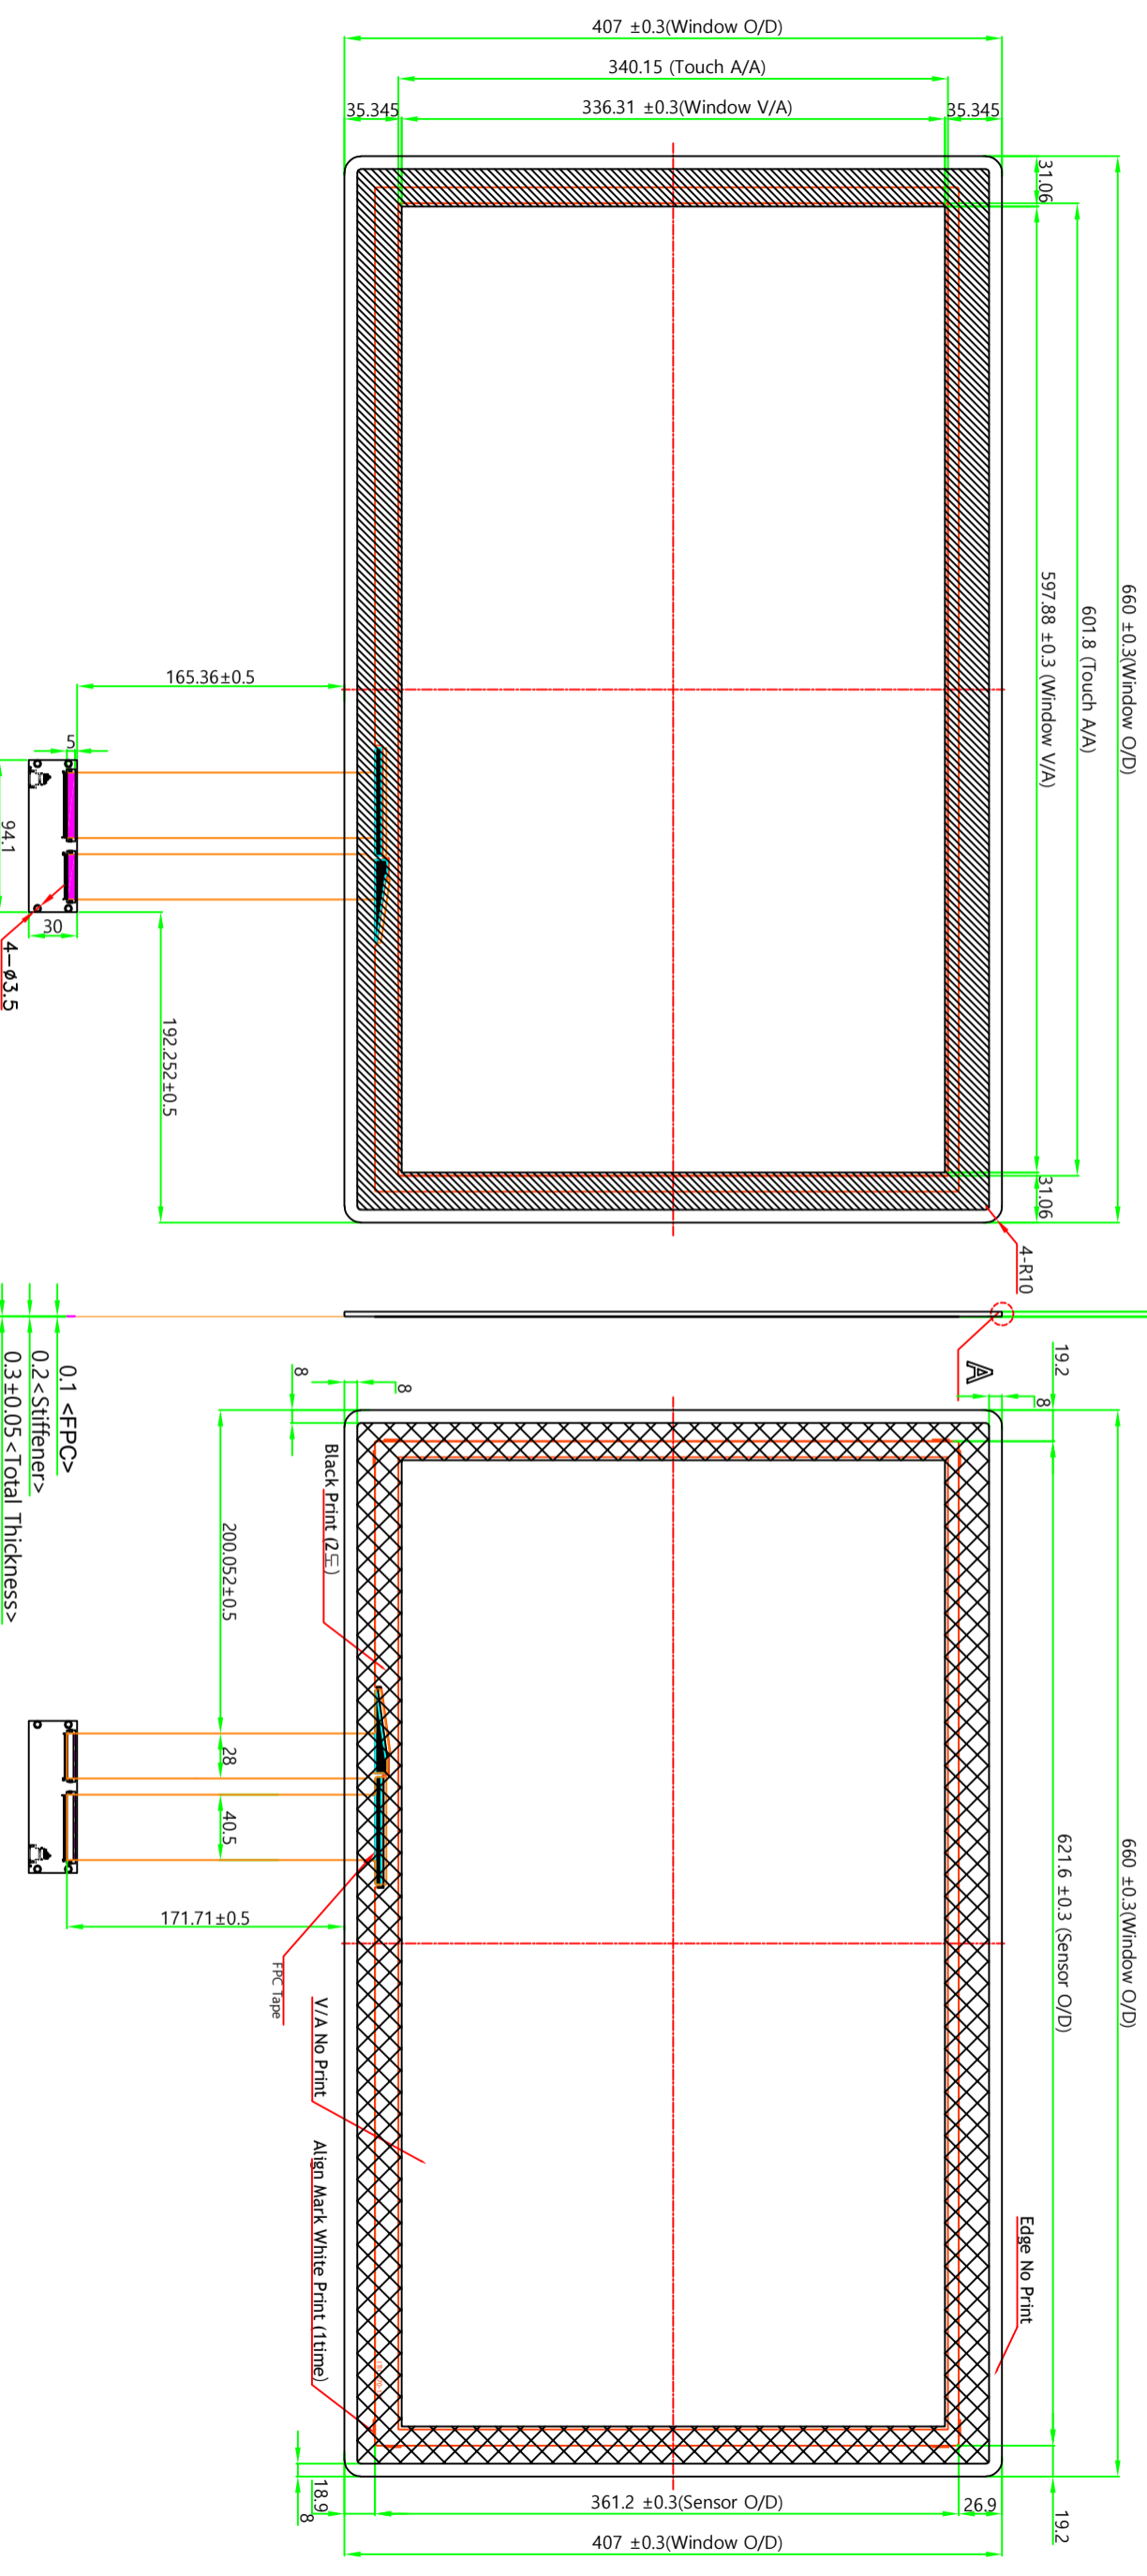 407 ±0.3(Window O/D)
340.15 (Touch A/A)
35.345
336.31 ±0.3(Window V/A)
35.345
31.06
660 ±0.3(Window O/D)
601.8 (Touch A/A)
597.88 ±0.3 (Window V/A)
31.06
4-R10
165.36±0.5
5
94.1
30
4-ø3.5
192.252±0.5
0.1 <FPC>
0.2<Stiffener>
0.3±0.05<Total Thickness>
A
19.2
8
8
8
Black Print (2도)
200.052±0.5
28
40.5
171.71±0.5
FPC Tape
V/A No Print
Align Mark White Print (1time)
Edge No Print
660 ±0.3(Window O/D)
621.6 ±0.3 (Sensor O/D)
19.2
18.9
8
361.2 ±0.3(Sensor O/D)
26.9
407 ±0.3(Window O/D)